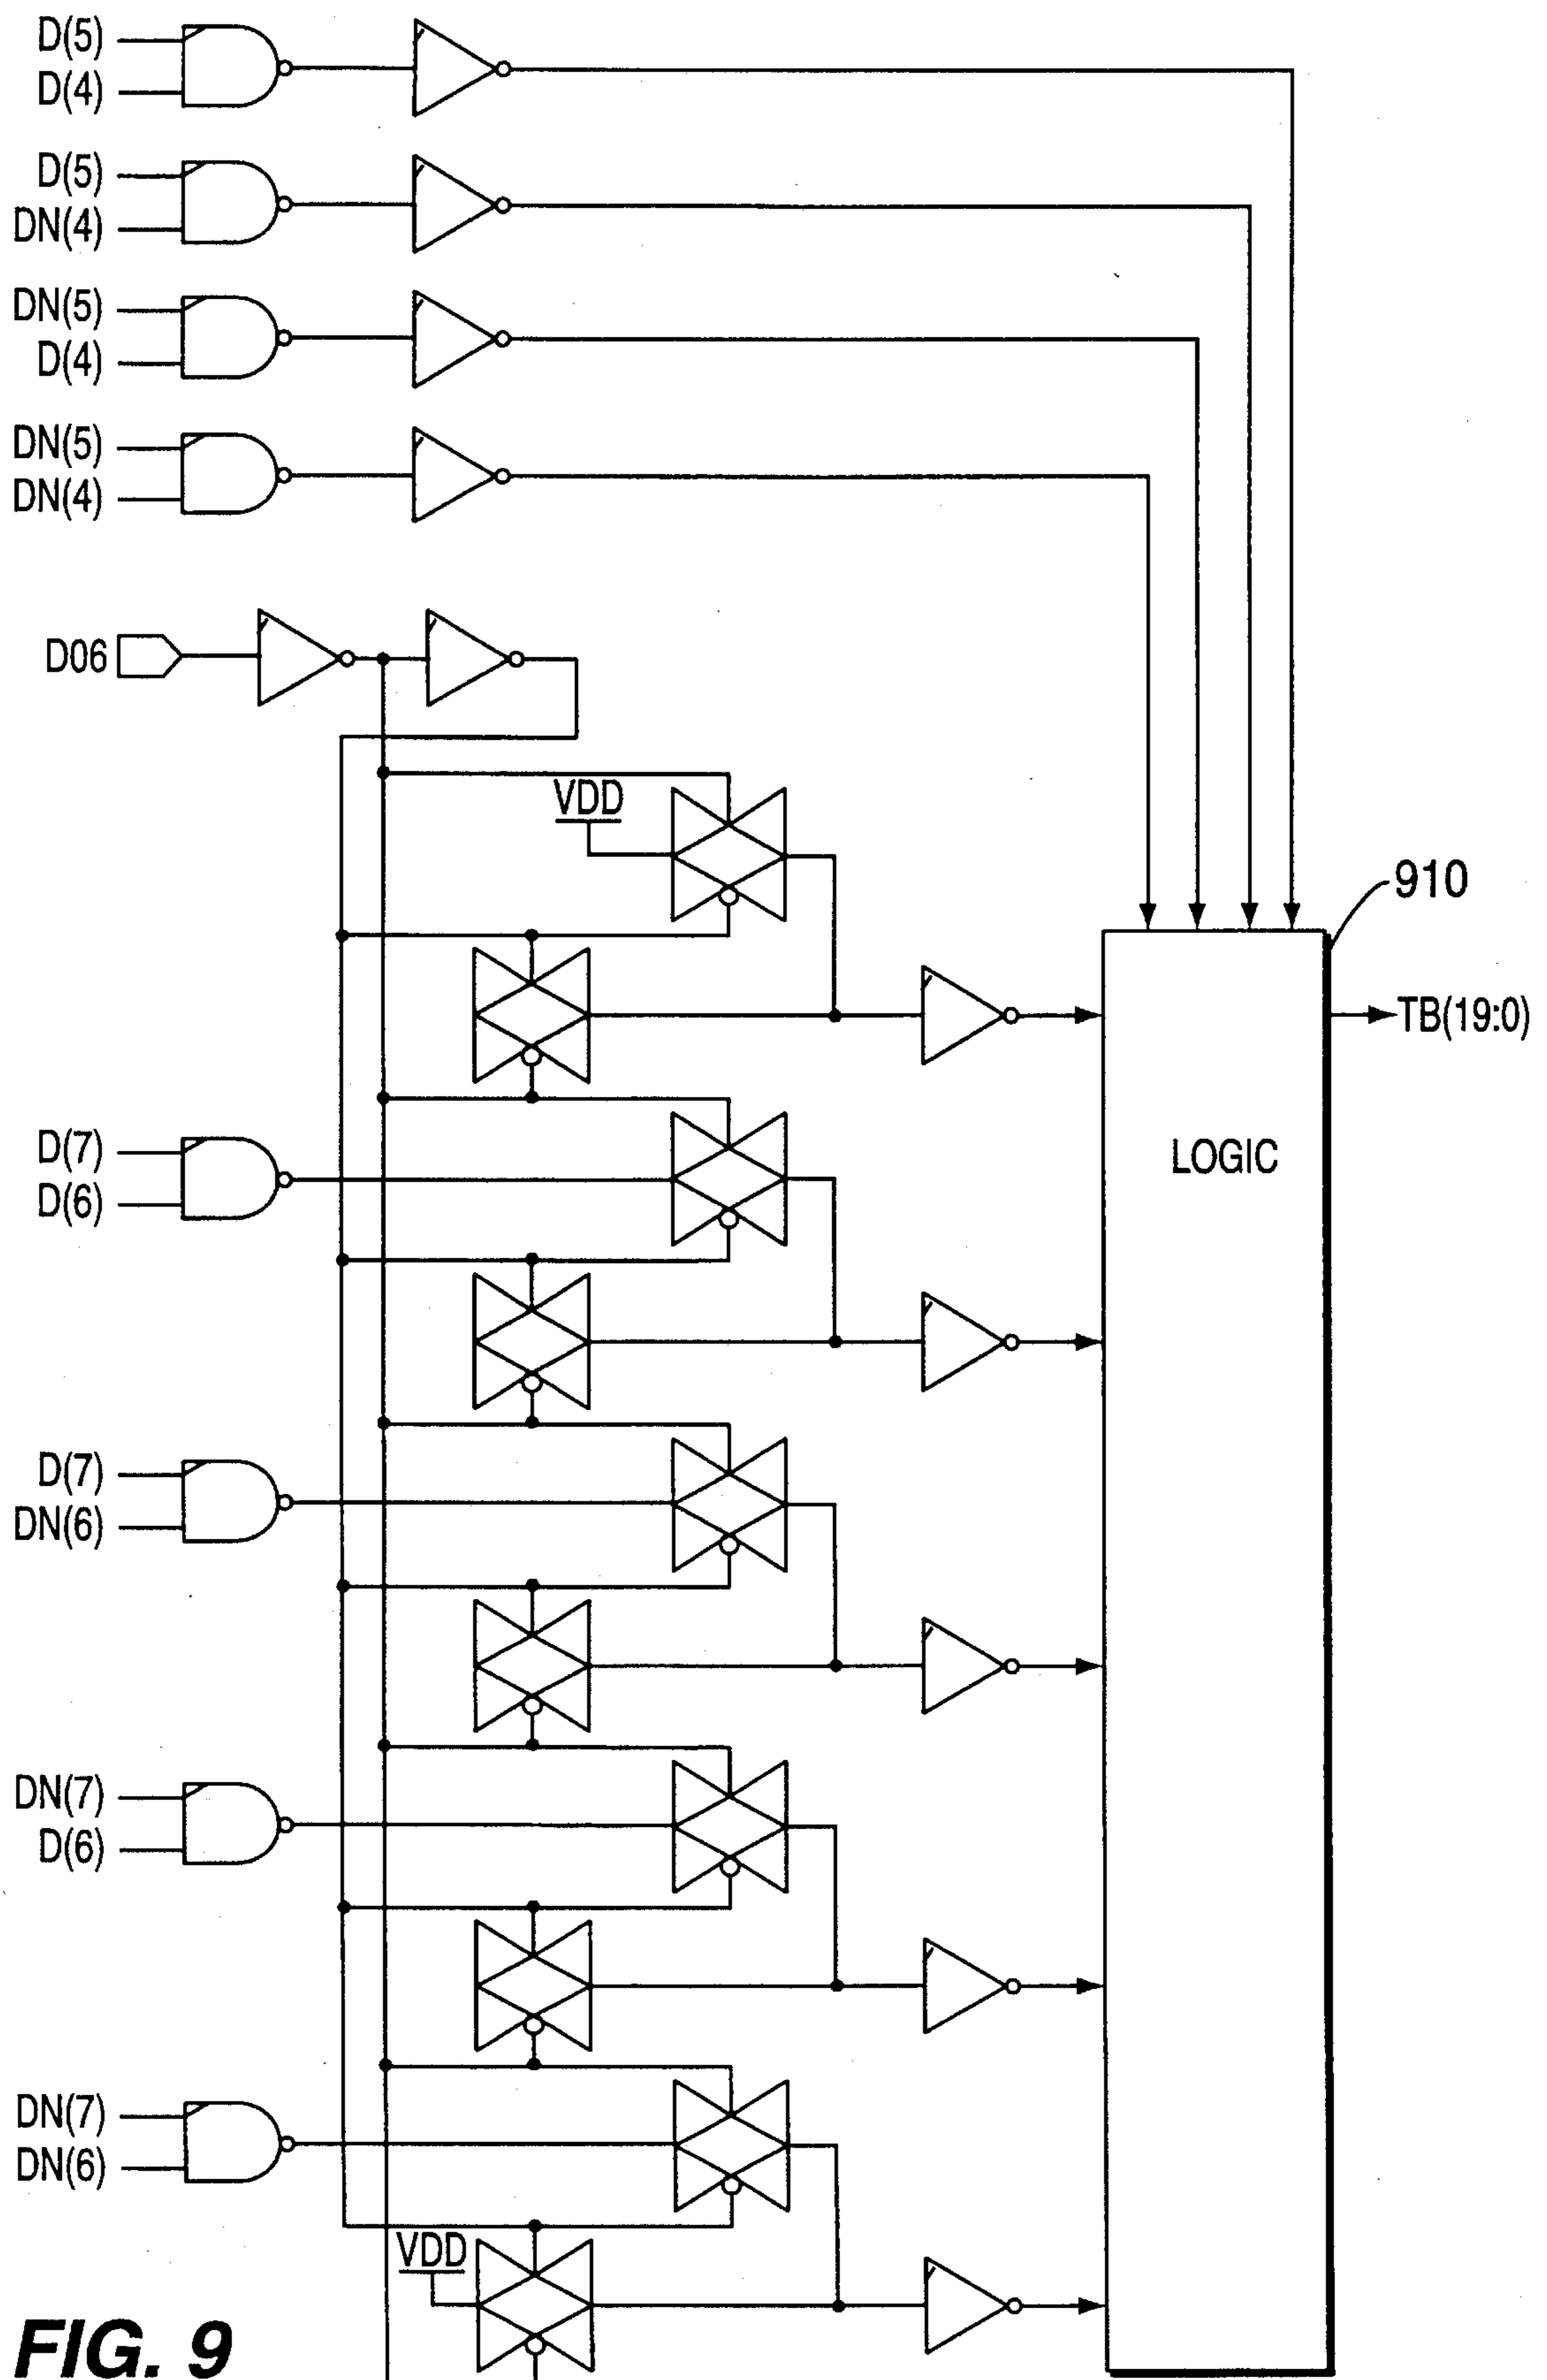 D(5)
D(4)
D(5)
DN(4)
DN(5)
D(4)
DN(5)
DN(4)
D06
VDD
910
TB(19:0)
LOGIC
D(7)
D(6)
D(7)
DN(6)
DN(7)
D(6)
DN(7)
DN(6)
VDD
FIG. 9